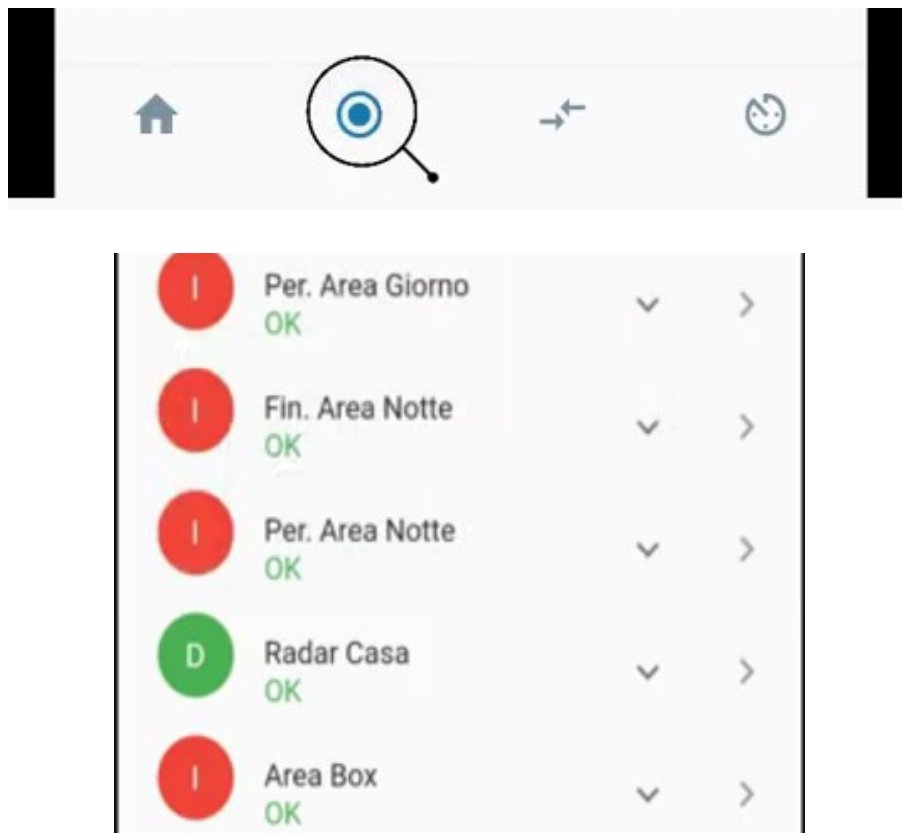 I
Per. Area Giorno
OK
I
Fin. Area Notte
OK
I
Per. Area Notte
OK
D
Radar Casa
OK
I
Area Box
OK